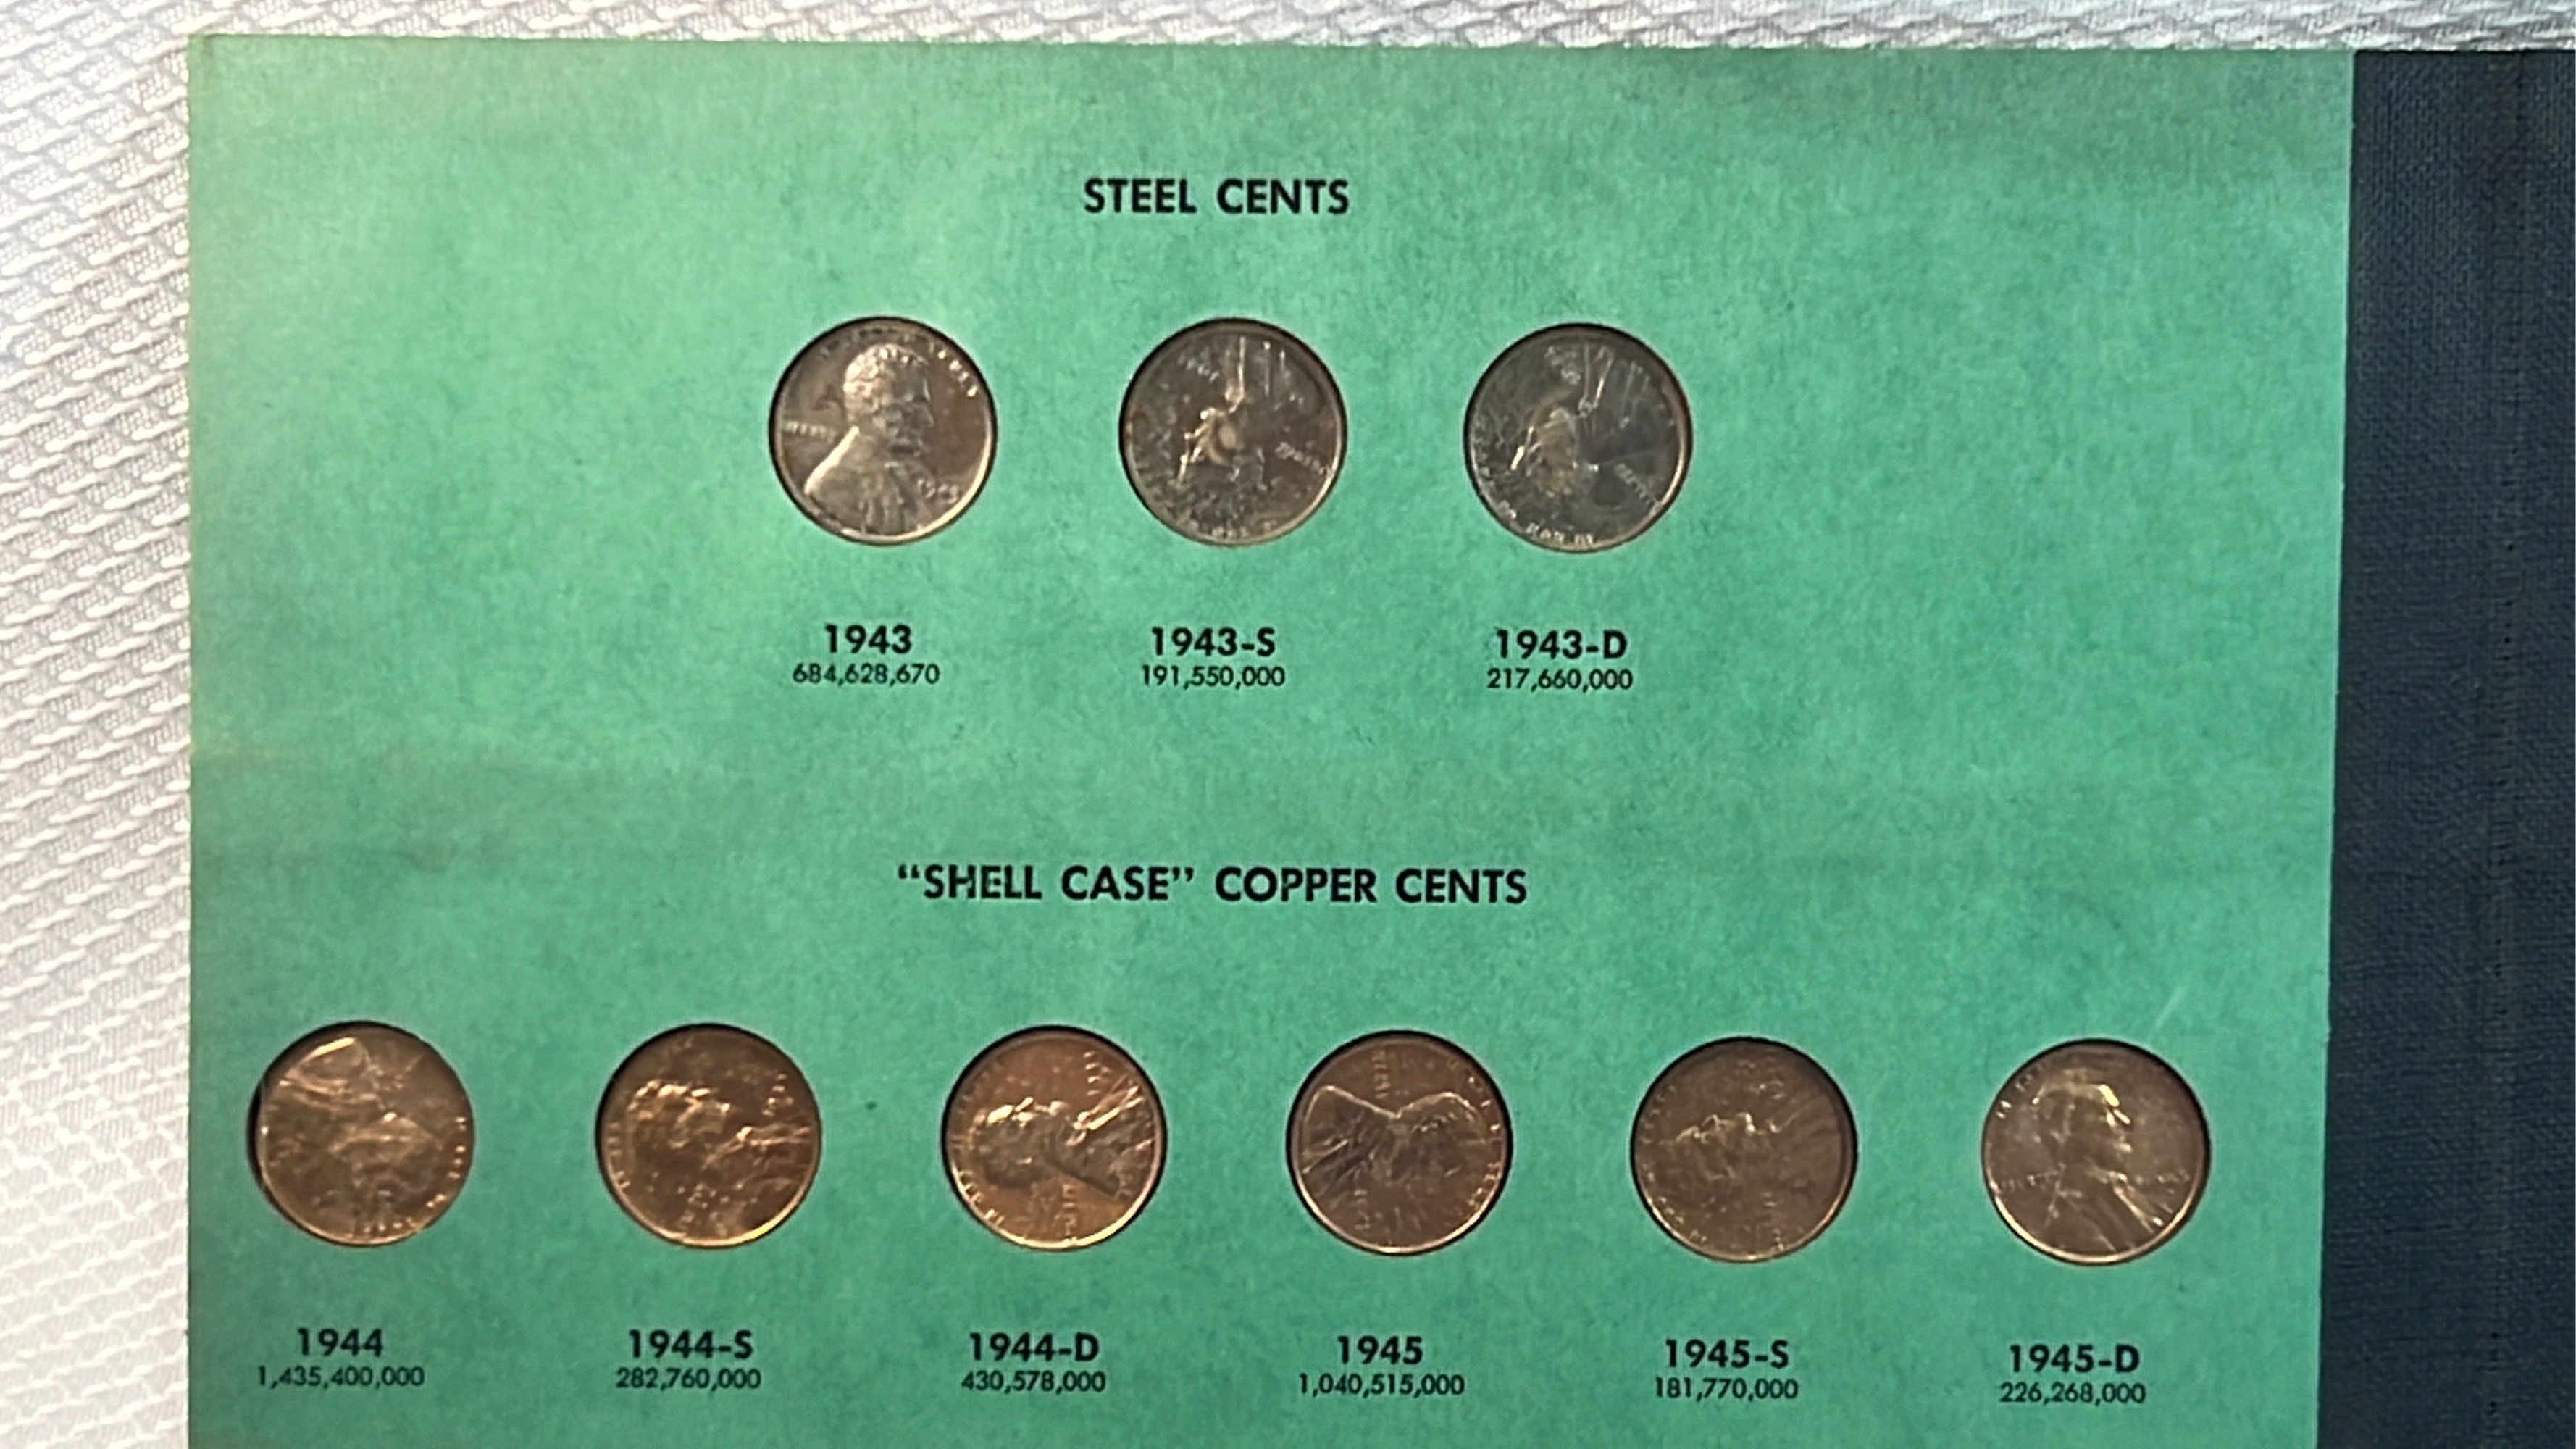 STEEL CENTS
1943 1943-S 1943-D
684,628,670 191,550,000 217,660,000
“SHELL CASE” COPPER CENTS
1944 1944-S 1944-D 1945 1945-S 1945-D
1,435,400,000 282,760,000 430,578,000 1,040,515,000 181,770,000 226,268,000